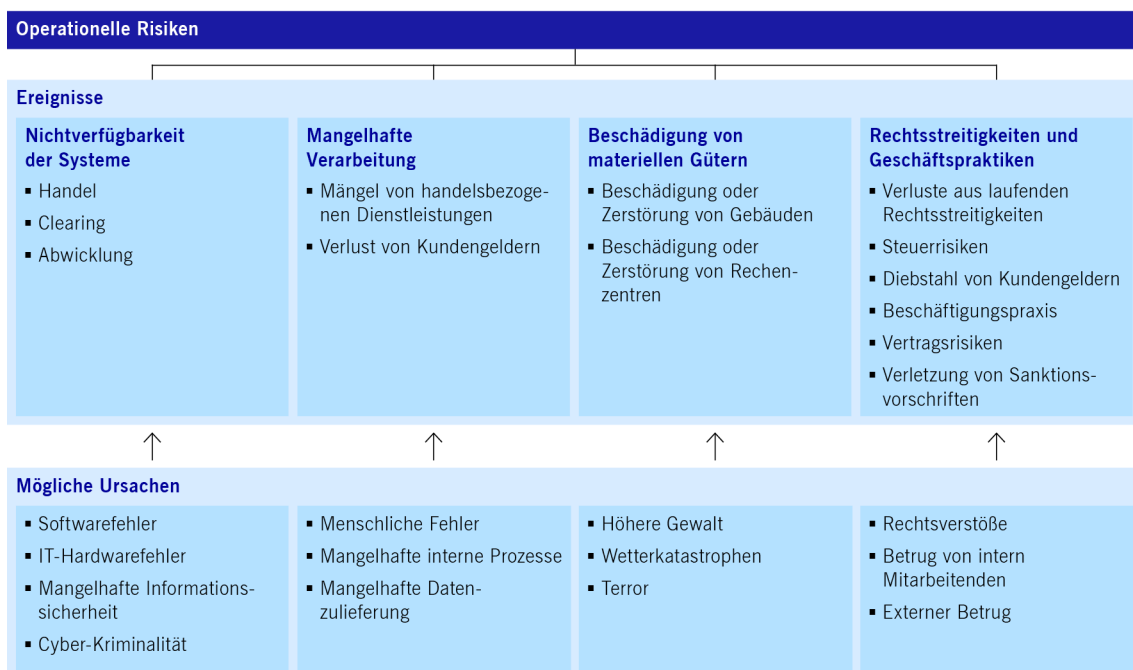 Operationelle Risiken
Ereignisse
Nichtverfügbarkeit
der Systeme
▪ Handel
▪ Clearing
▪ Abwicklung
Mangelhafte
Verarbeitung
▪ Mängel von handelsbezoge-
nen Dienstleistungen
▪ Verlust von Kundengeldern
Beschädigung von
materiellen Gütern
▪ Beschädigung oder
Zerstörung von Gebäuden
▪ Beschädigung oder
Zerstörung von Rechen-
zentren
Rechtsstreitigkeiten und
Geschäftspraktiken
▪ Verluste aus laufenden
Rechtsstreitigkeiten
▪ Steuerrisiken
▪ Diebstahl von Kundengeldern
▪ Beschäftigungspraxis
▪ Vertragsrisiken
▪ Verletzung von Sanktions-
vorschriften
Mögliche Ursachen
▪ Softwarefehler
▪ IT-Hardwarefehler
▪ Mangelhafte Informations-
sicherheit
▪ Cyber-Kriminalität
▪ Menschliche Fehler
▪ Mangelhafte interne Prozesse
▪ Mangelhafte Daten-
zulieferung
▪ Höhere Gewalt
▪ Wetterkatastrophen
▪ Terror
▪ Rechtsverstöße
▪ Betrug von intern
Mitarbeitenden
▪ Externer Betrug